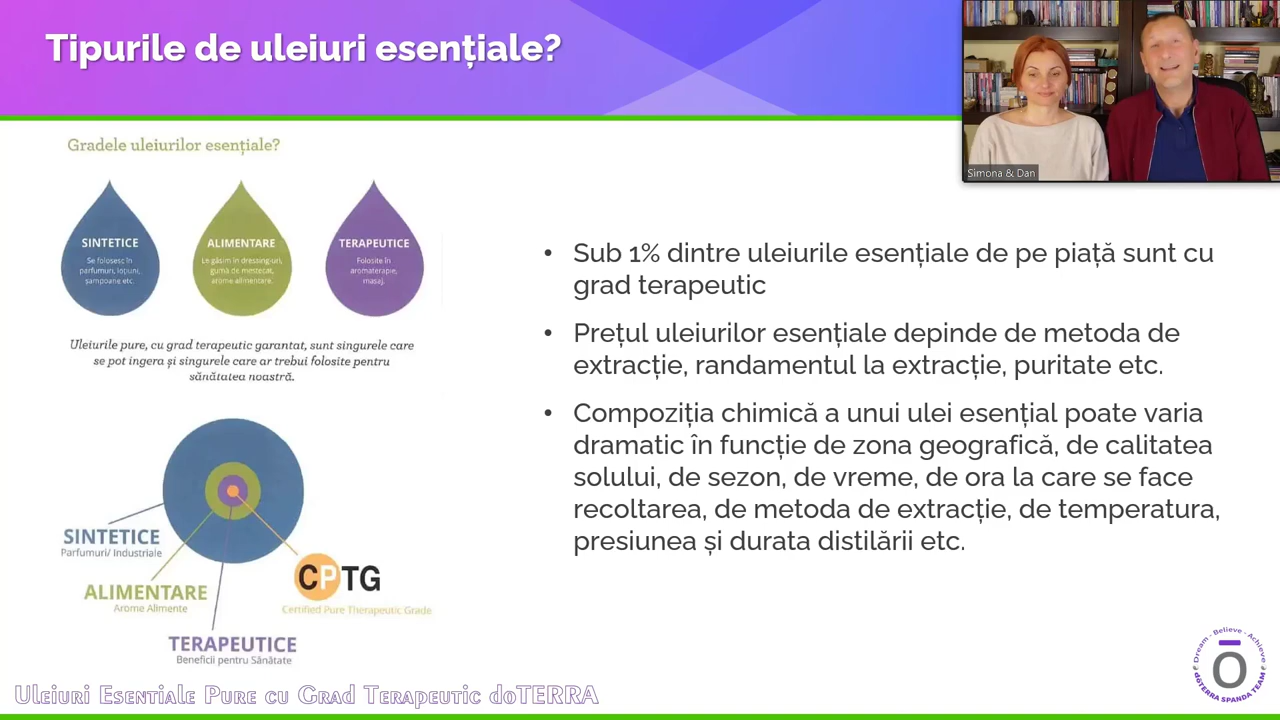 Tipurile de uleiuri esențiale?
Simona & Dan
Gradele uleiurilor esențiale?
SINTETICE
Se folosesc în
parfumuri, loțiuni,
șampoane etc.
ALIMENTARE
Le găsim în dressing-uri,
gumă de mestecat,
arome alimentare.
TERAPEUTICE
Folosite în
aromaterapie,
masaj.
Uleiurile pure, cu grad terapeutic garantat, sunt singurele care
se pot ingera și singurele care ar trebui folosite pentru
sănătatea noastră.
SINTETICE
Parfumuri/ Industriale
ALIMENTARE
Arome Alimente
TERAPEUTICE
Beneficii pentru Sănătate
CPTG
Certified Pure Therapeutic Grade
• Sub 1% dintre uleiurile esențiale de pe piață sunt cu
grad terapeutic
• Prețul uleiurilor esențiale depinde de metoda de
extracție, randamentul la extracție, puritate etc.
• Compoziția chimică a unui ulei esențial poate varia
dramatic în funcție de zona geografică, de calitatea
solului, de sezon, de vreme, de ora la care se face
recoltarea, de metoda de extracție, de temperatura,
presiunea și durata distilării etc.
Uleiuri Esentiale Pure cu Grad Terapeutic doTERRA
Dream - Believe - Achieve
dōTERRA SPANDA TEAM